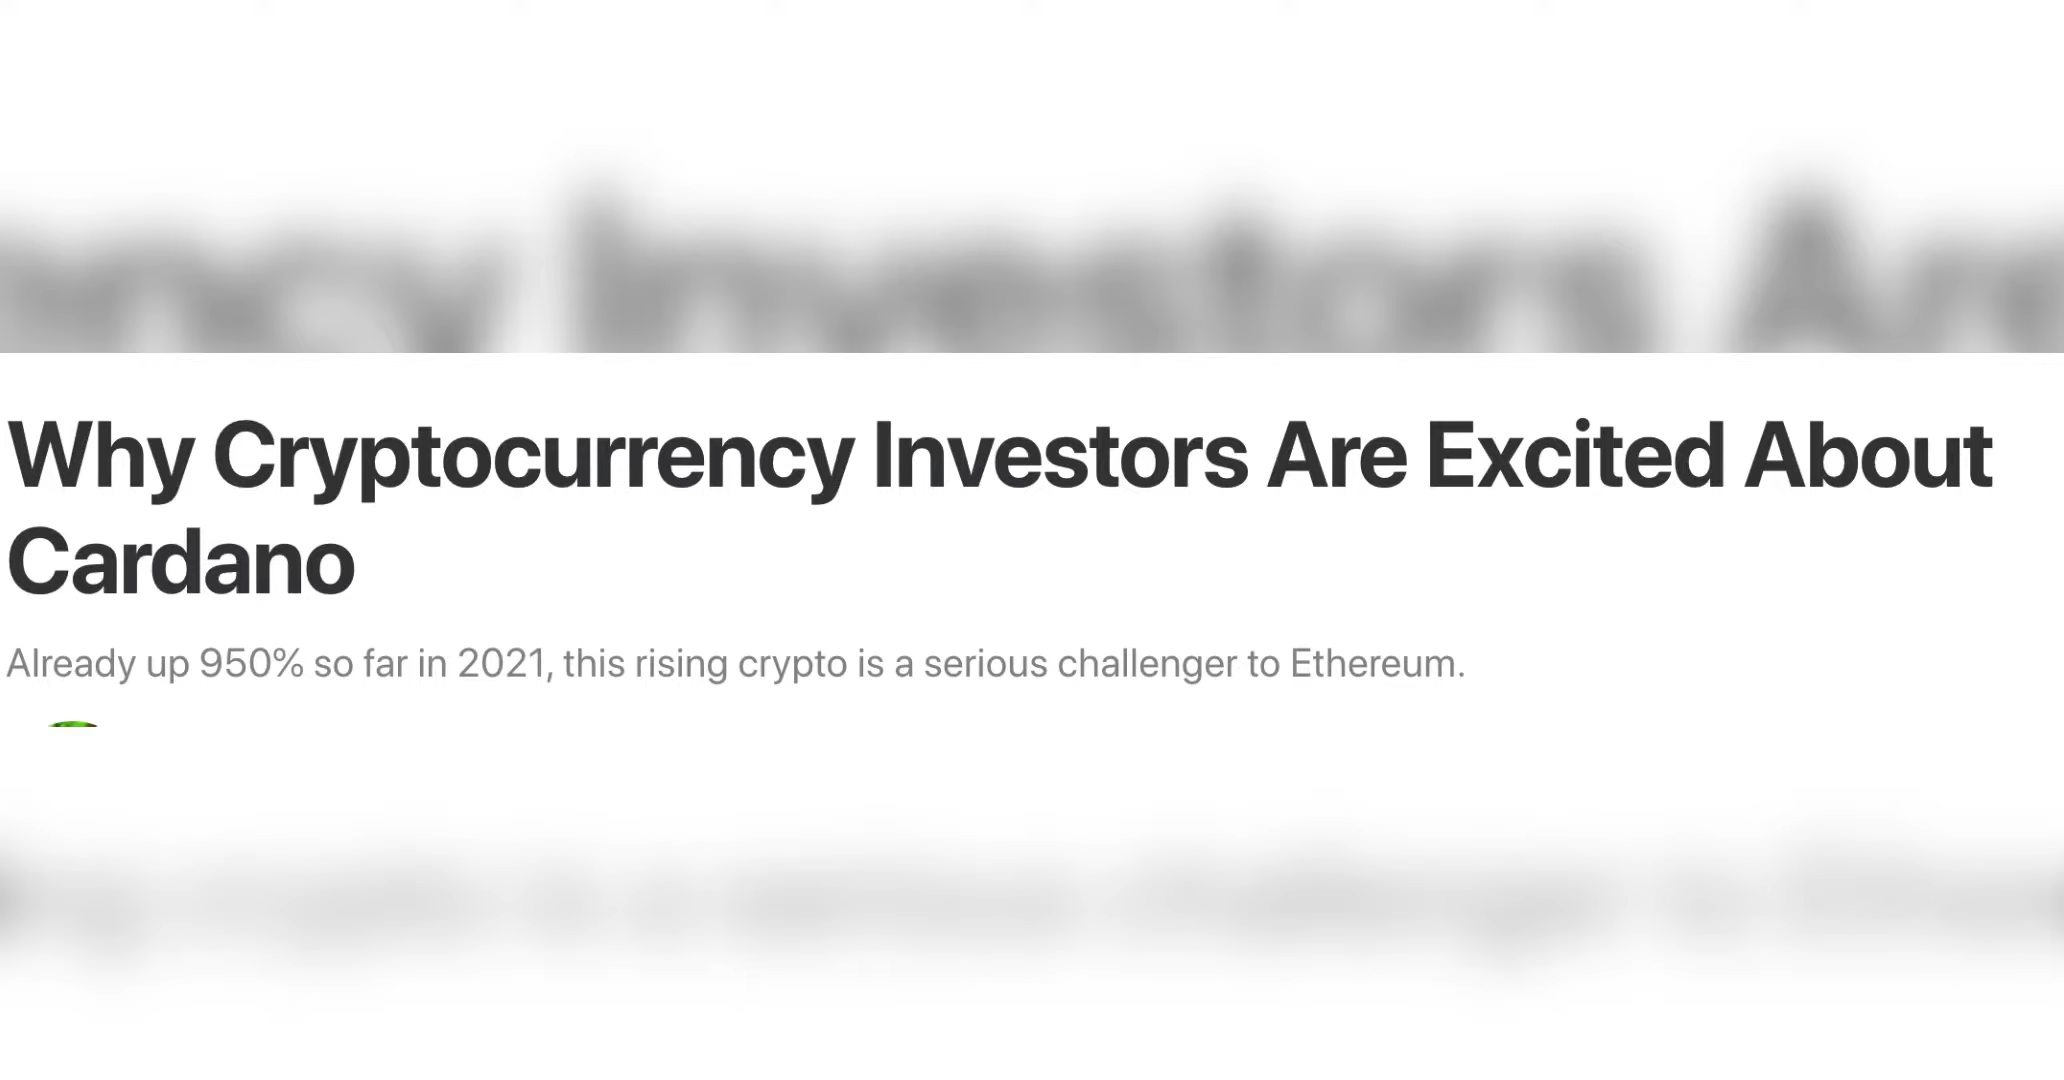 Why Cryptocurrency Investors Are Excited About
Cardano
Already up 950% so far in 2021, this rising crypto is a serious challenger to Ethereum.